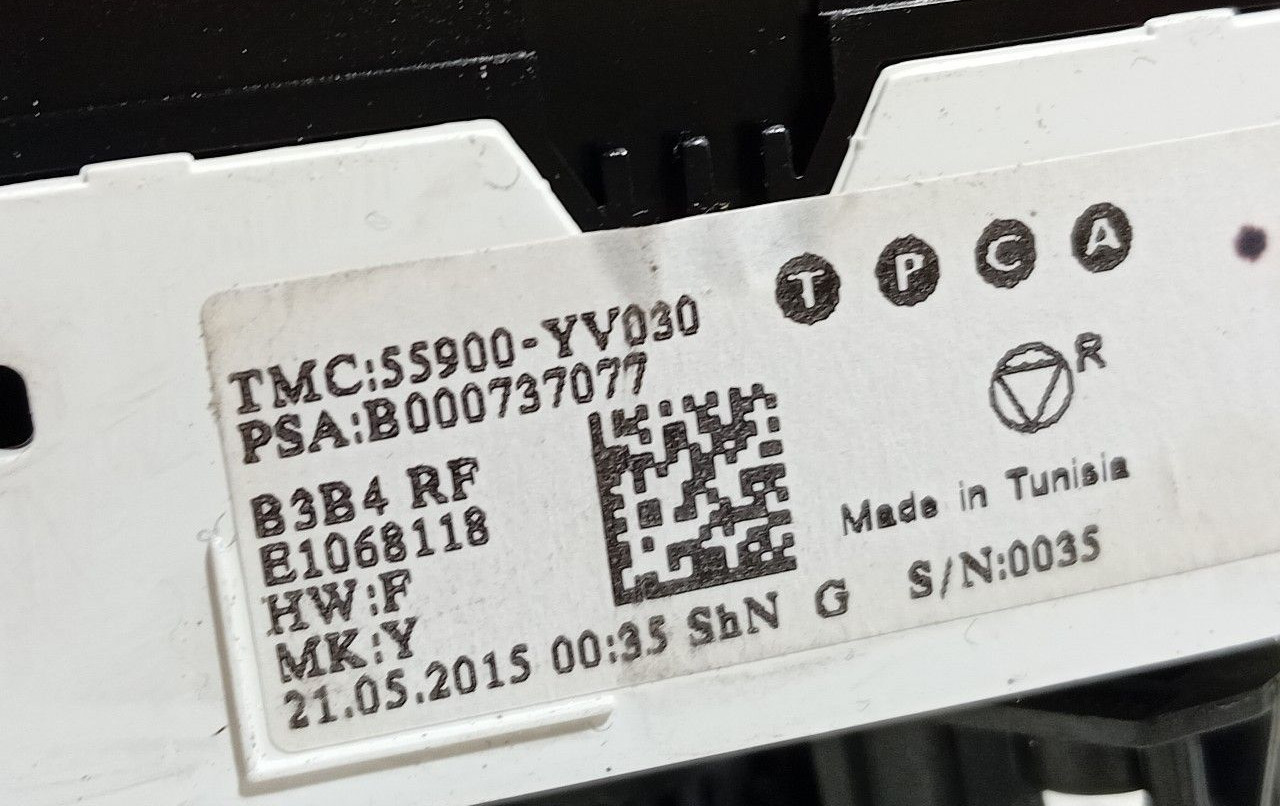 T P C A
TMC:55900-YV030
PSA:B000737077
R
B3B4 RF
E1068118
Made in Tunisia
HW:F
MK:Y
21.05.2015 00:35 ShN G S/N:0035